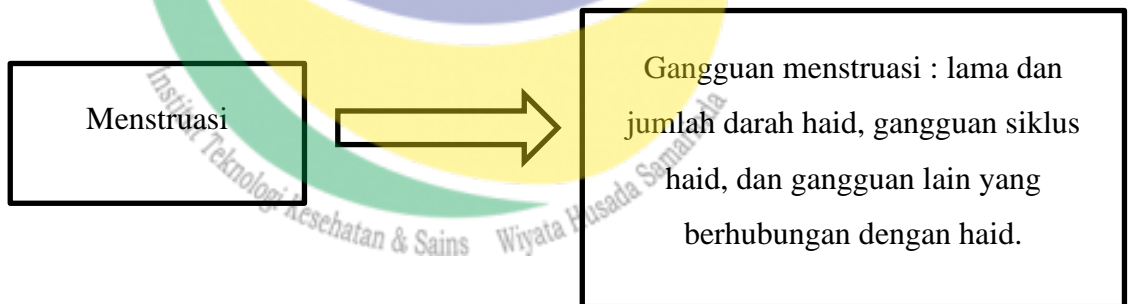 Menstruasi
Gangguan menstruasi : lama dan
jumlah darah haid, gangguan siklus
haid, dan gangguan lain yang
berhubungan dengan haid.
Institut Teknologi Kesehatan & Sains Wiyata Husada Samarinda